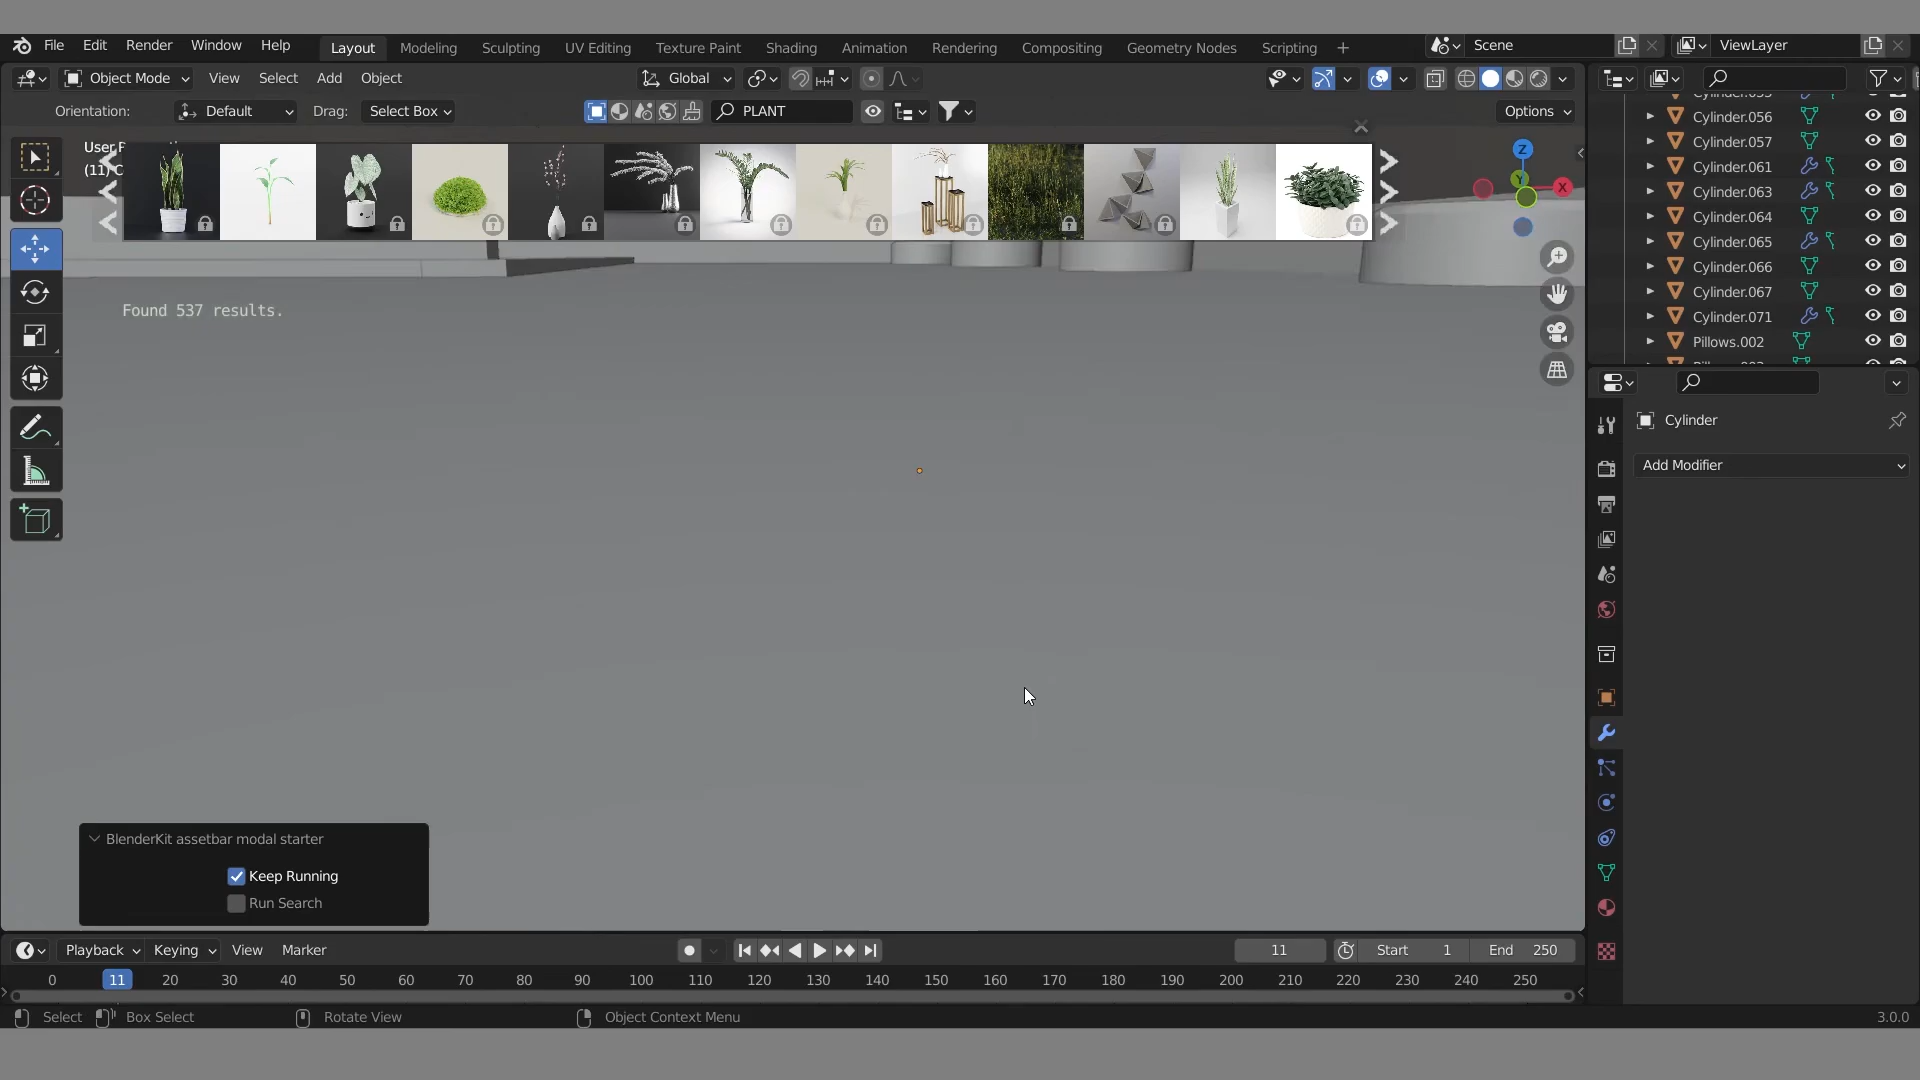 File Edit Render Window Help Layout Modeling Sculpting UV Editing Texture Paint Shading Animation Rendering Compositing Geometry Nodes Scripting + Scene ViewLayer
Object Mode View Select Add Object Global
Orientation: Default Drag: Select Box PLANT Options
Cylinder.056
Cylinder.057
Cylinder.061
Cylinder.063
Cylinder.064
Cylinder.065
Cylinder.066
Cylinder.067
Cylinder.071
Pillows.002
Z
Y
X
Found 537 results.
Cylinder
Add Modifier
BlenderKit assetbar modal starter
Keep Running
Run Search
Playback Keying View Marker 11 Start 1 End 250
0 11 20 30 40 50 60 70 80 90 100 110 120 130 140 150 160 170 180 190 200 210 220 230 240 250
Select Box Select Rotate View Object Context Menu 3.0.0